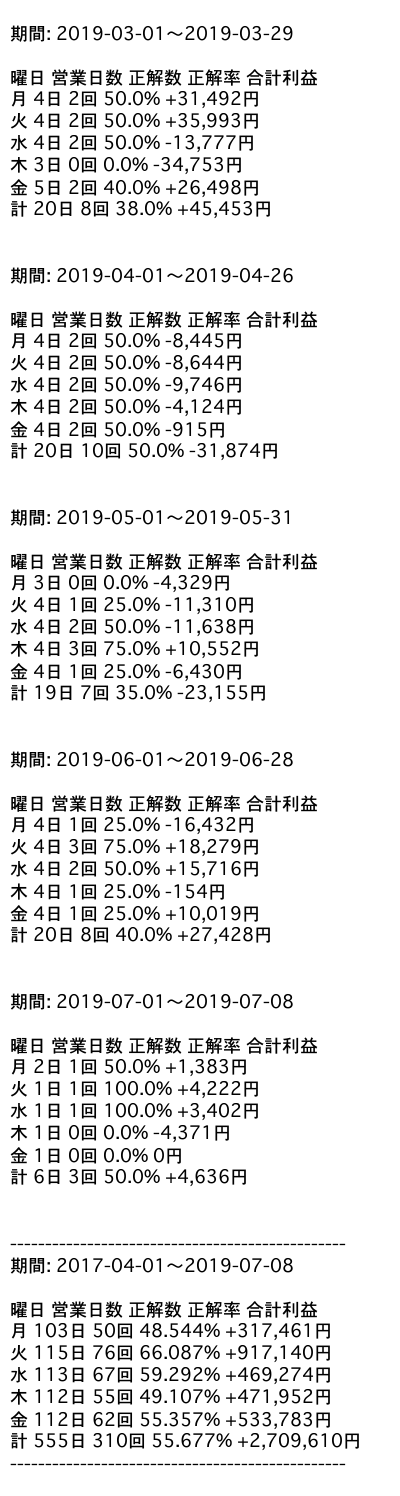 期間: 2019-03-01〜2019-03-29
曜日 営業日数 正解数 正解率 合計利益
月 4日 2回 50.0% +31,492円
火 4日 2回 50.0% +35,993円
水 4日 2回 50.0% -13,777円
木 3日 0回 0.0% -34,753円
金 5日 2回 40.0% +26,498円
計 20日 8回 38.0% +45,453円
期間: 2019-04-01〜2019-04-26
曜日 営業日数 正解数 正解率 合計利益
月 4日 2回 50.0% -8,445円
火 4日 2回 50.0% -8,644円
水 4日 2回 50.0% -9,746円
木 4日 2回 50.0% -4,124円
金 4日 2回 50.0% -915円
計 20日 10回 50.0% -31,874円
期間: 2019-05-01〜2019-05-31
曜日 営業日数 正解数 正解率 合計利益
月 3日 0回 0.0% -4,329円
火 4日 1回 25.0% -11,310円
水 4日 2回 50.0% -11,638円
木 4日 3回 75.0% +10,552円
金 4日 1回 25.0% -6,430円
計 19日 7回 35.0% -23,155円
期間: 2019-06-01〜2019-06-28
曜日 営業日数 正解数 正解率 合計利益
月 4日 1回 25.0% -16,432円
火 4日 3回 75.0% +18,279円
水 4日 2回 50.0% +15,716円
木 4日 1回 25.0% -154円
金 4日 1回 25.0% +10,019円
計 20日 8回 40.0% +27,428円
期間: 2019-07-01〜2019-07-08
曜日 営業日数 正解数 正解率 合計利益
月 2日 1回 50.0% +1,383円
火 1日 1回 100.0% +4,222円
水 1日 1回 100.0% +3,402円
木 1日 0回 0.0% -4,371円
金 1日 0回 0.0% 0円
計 6日 3回 50.0% +4,636円
------------------------------------------------
期間: 2017-04-01〜2019-07-08
曜日 営業日数 正解数 正解率 合計利益
月 103日 50回 48.544% +317,461円
火 115日 76回 66.087% +917,140円
水 113日 67回 59.292% +469,274円
木 112日 55回 49.107% +471,952円
金 112日 62回 55.357% +533,783円
計 555日 310回 55.677% +2,709,610円
------------------------------------------------